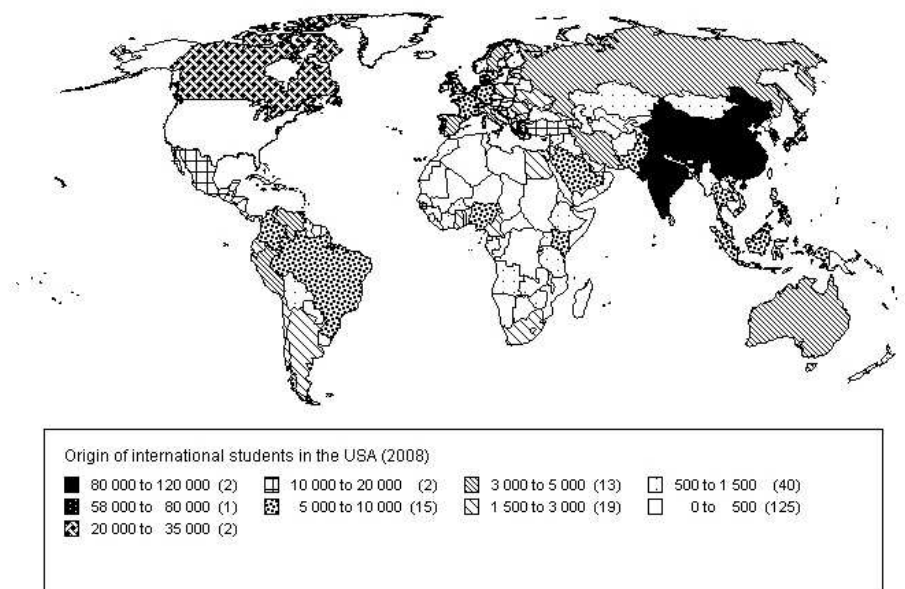 Origin of international students in the USA (2008)
80 000 to 120 000 (2) 10 000 to 20 000 (2) 3 000 to 5 000 (13) 500 to 1 500 (40)
58 000 to 80 000 (1) 5 000 to 10 000 (15) 1 500 to 3 000 (19) 0 to 500 (125)
20 000 to 35 000 (2)